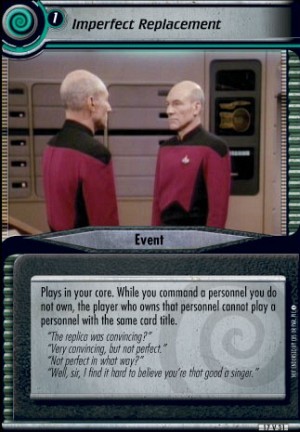 1
Imperfect Replacement
Event
Plays in your core. While you command a personnel you do
not own, the player who owns that personnel cannot play a
personnel with the same card title.
"The replica was convincing?"
"Very convincing, but not perfect."
"Not perfect in what way?"
"Well, sir, I find it hard to believe you're that good a singer."
17 V 31